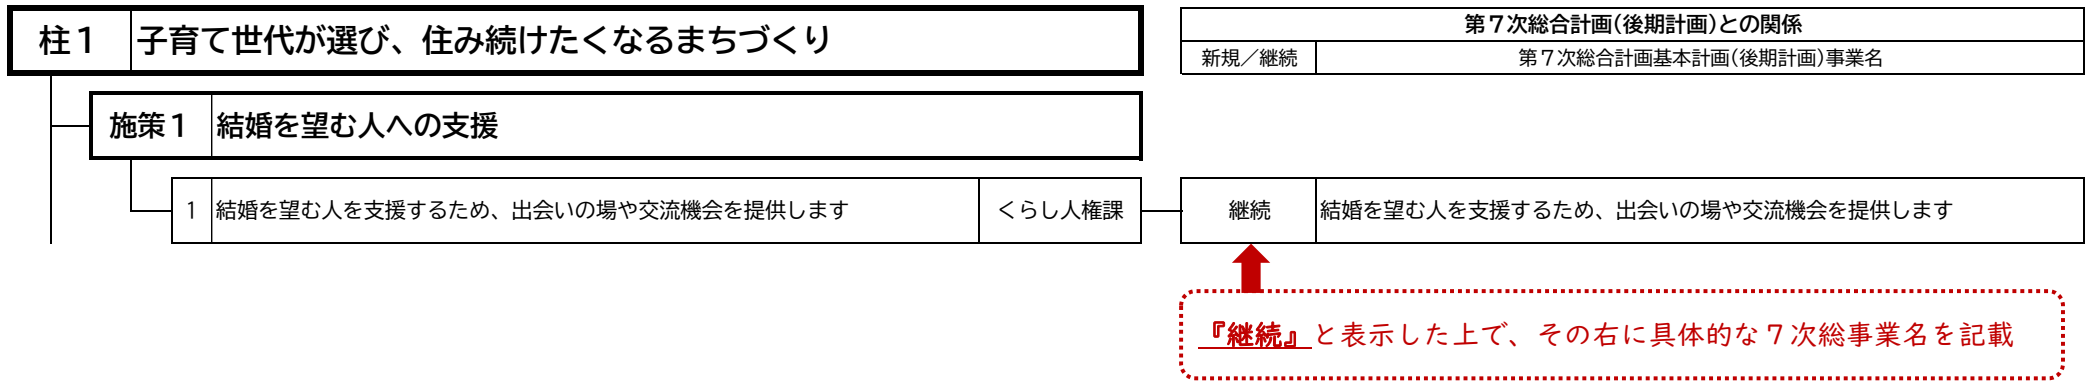 柱１ 子育て世代が選び、住み続けたくなるまちづくり
第７次総合計画(後期計画)との関係
新規／継続 第７次総合計画基本計画(後期計画)事業名
施策１ 結婚を望む人への支援
1 結婚を望む人を支援するため、出会いの場や交流機会を提供します くらし人権課 継続 結婚を望む人を支援するため、出会いの場や交流機会を提供します
『継続』と表示した上で、その右に具体的な７次総事業名を記載